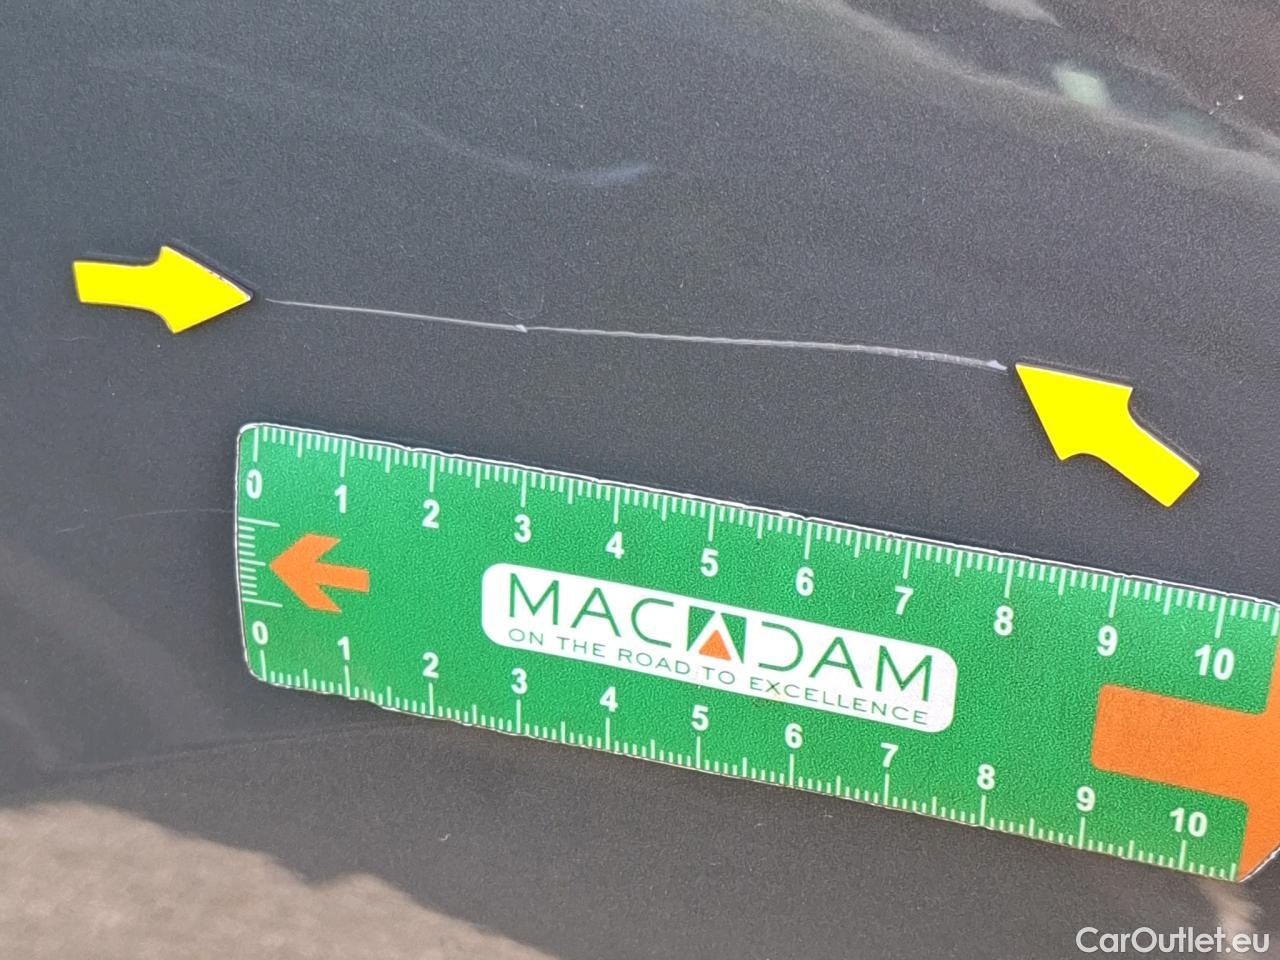 0 1 2 3 4 5 6 7 8 9 10
MACADAM
ON THE ROAD TO EXCELLENCE
0 1 2 3 4 5 6 7 8 9 10
CarOutlet.eu